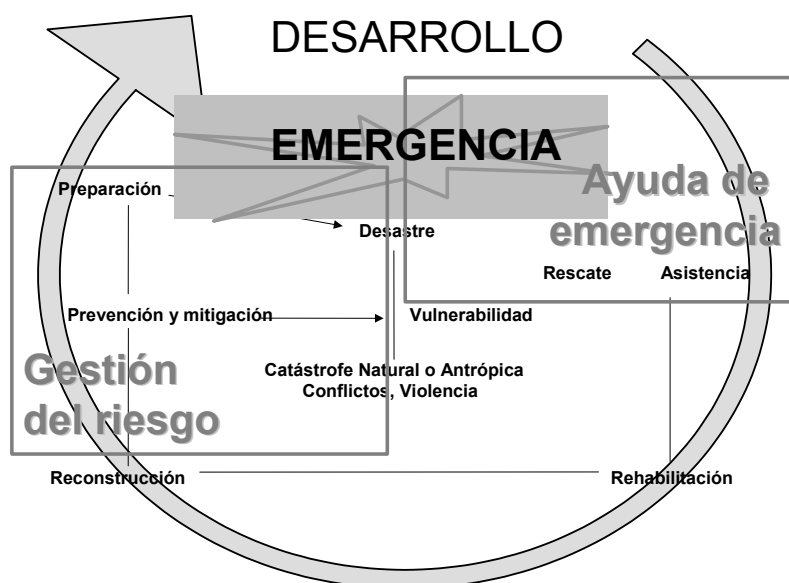 DESARROLLO
EMERGENCIA
Ayuda de
emergencia
Preparación
Desastre
Rescate
Asistencia
Prevención y mitigación
Vulnerabilidad
Gestión
del riesgo
Catástrofe Natural o Antrópica
Conflictos, Violencia
Reconstrucción
Rehabilitación